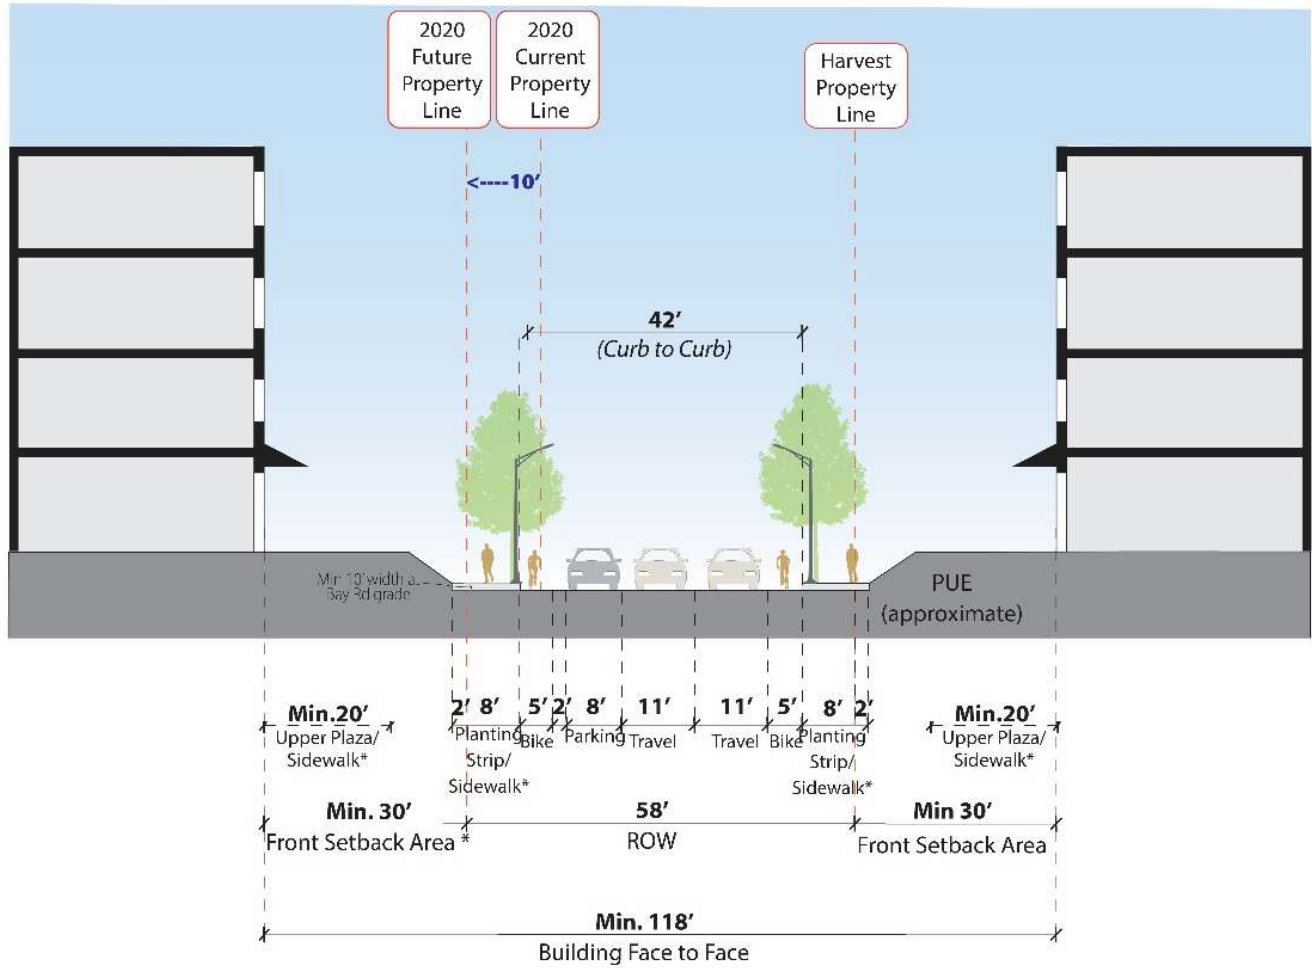 2020
Future
Property
Line
2020
Current
Property
Line
Harvest
Property
Line
<----10′
42′
(Curb to Curb)
Min 10′ width a
Bay Rd grade
PUE
(approximate)
Min.20′
Upper Plaza/
Sidewalk*
2′ 8′ 5′ 2′ 8′ 11′ 11′ 5′ 8′ 2′
Planting
Strip/
Sidewalk*
Bike
Parking
Travel
Travel
Bike
Planting
Strip/
Sidewalk*
Min.20′
Upper Plaza/
Sidewalk*
Min. 30′
Front Setback Area *
58′
ROW
Min 30′
Front Setback Area
Min. 118′
Building Face to Face